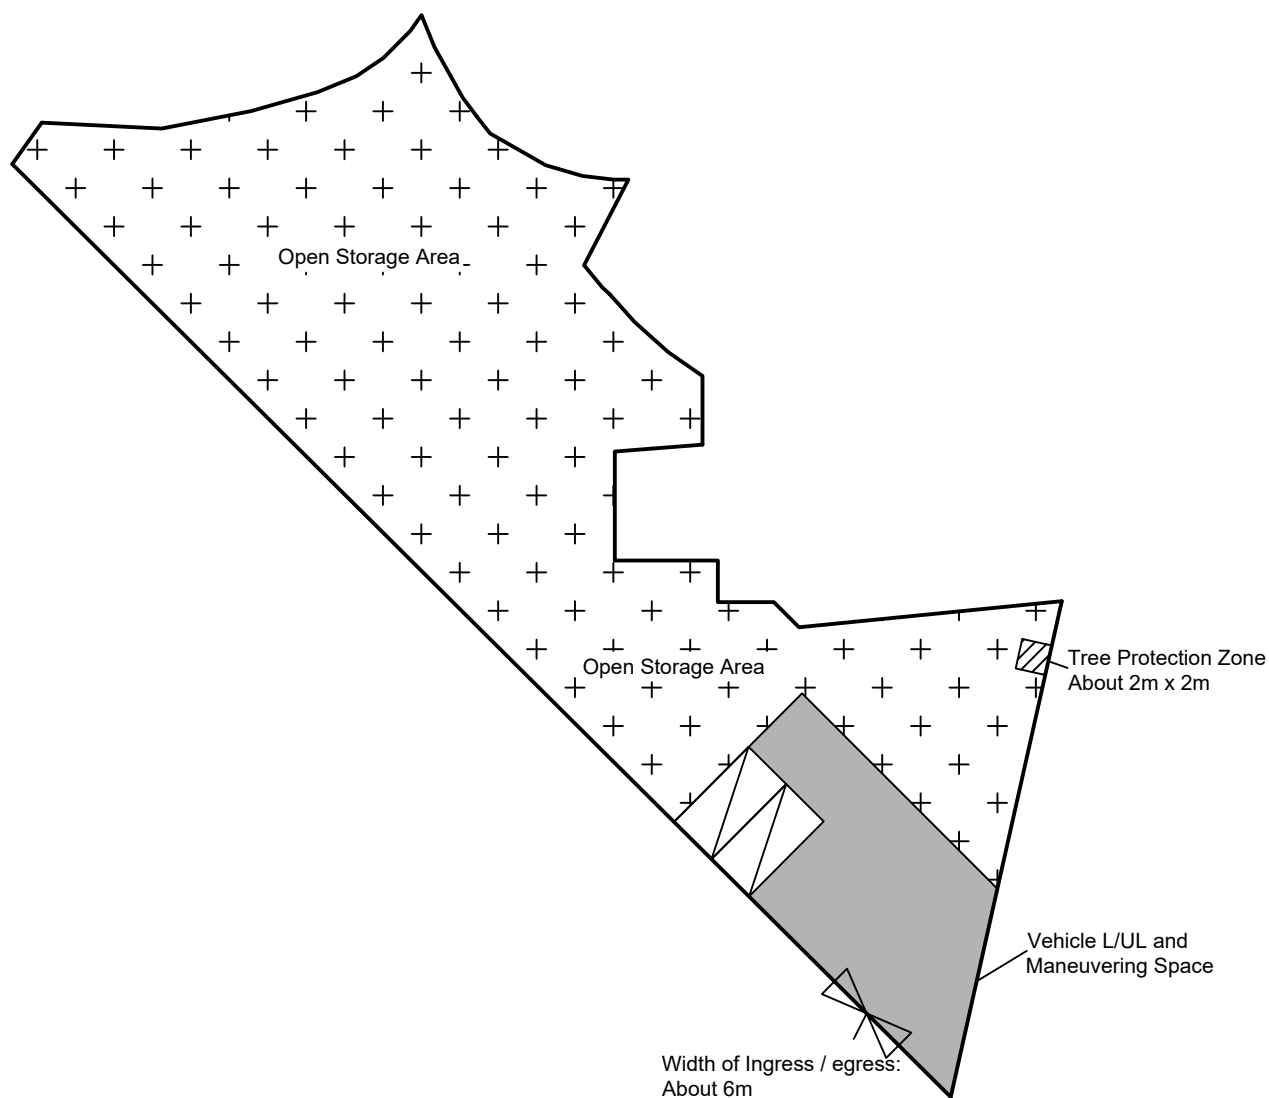 Open Storage Area
Open Storage Area
Tree Protection Zone
About 2m x 2m
Vehicle L/UL and
Maneuvering Space
Width of Ingress / egress:
About 6m